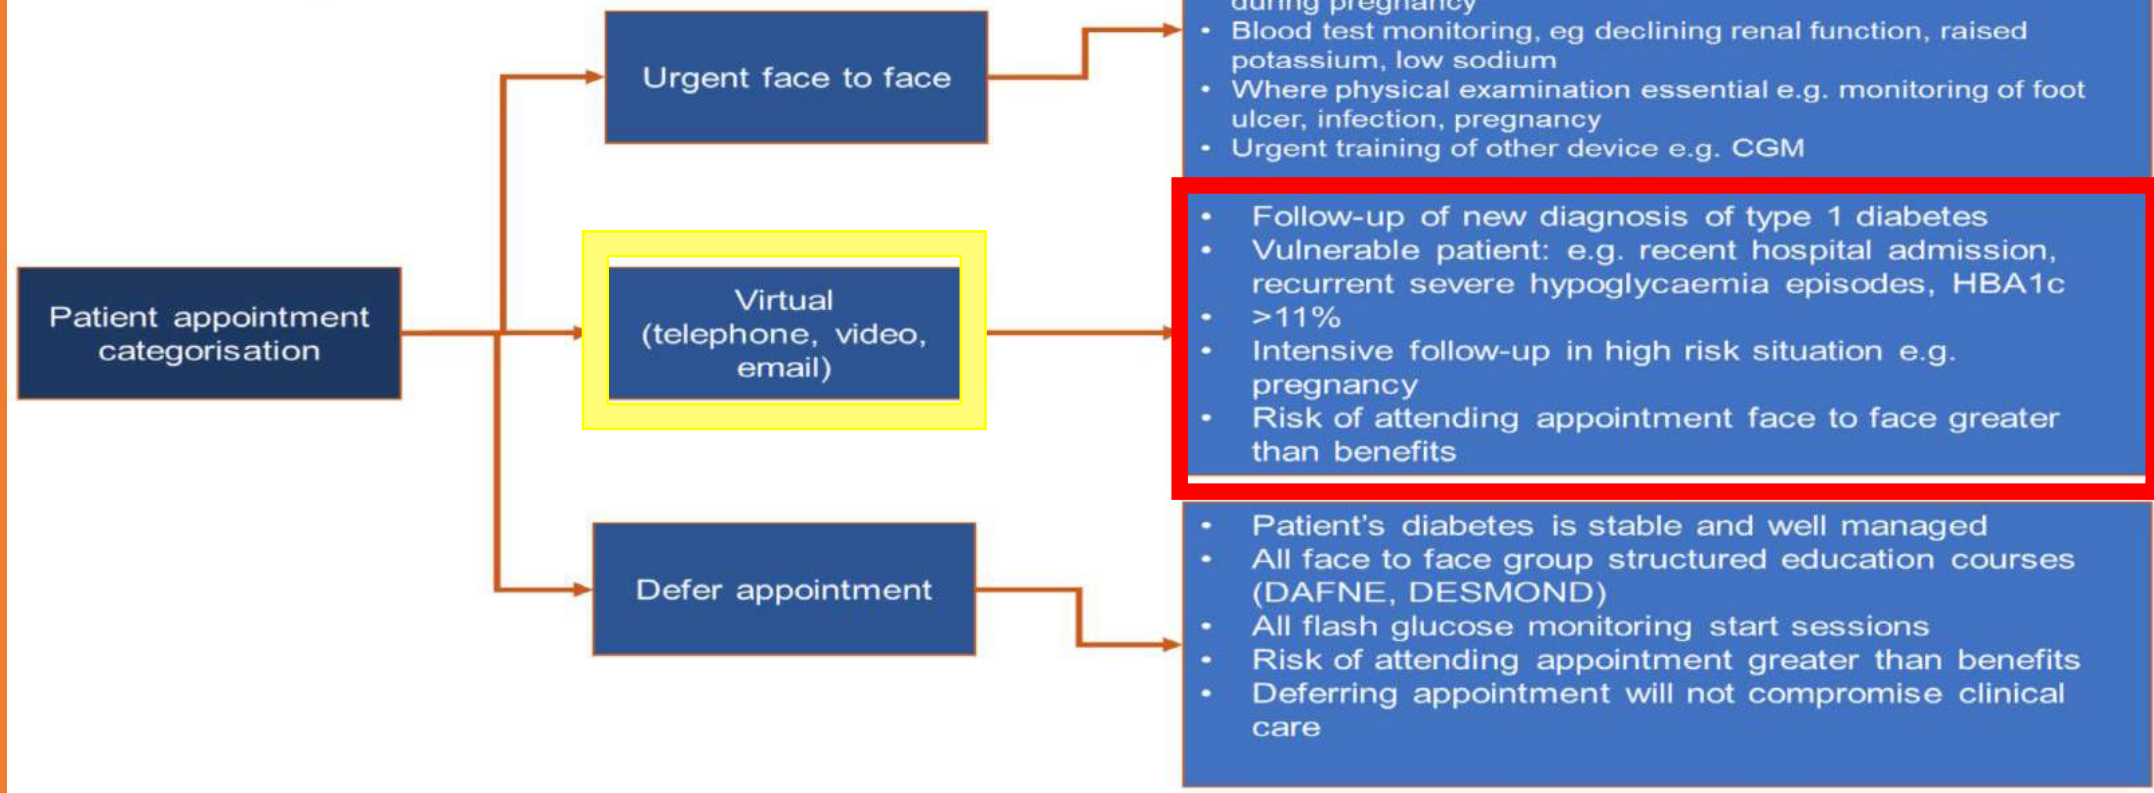 during pregnancy
• Blood test monitoring, eg declining renal function, raised
potassium, low sodium
• Where physical examination essential e.g. monitoring of foot
ulcer, infection, pregnancy
• Urgent training of other device e.g. CGM
Urgent face to face
• Follow-up of new diagnosis of type 1 diabetes
• Vulnerable patient: e.g. recent hospital admission,
recurrent severe hypoglycaemia episodes, HBA1c
• >11%
• Intensive follow-up in high risk situation e.g.
pregnancy
• Risk of attending appointment face to face greater
than benefits
Virtual
(telephone, video,
email)
Patient appointment
categorisation
• Patient's diabetes is stable and well managed
• All face to face group structured education courses
(DAFNE, DESMOND)
• All flash glucose monitoring start sessions
• Risk of attending appointment greater than benefits
• Deferring appointment will not compromise clinical
care
Defer appointment